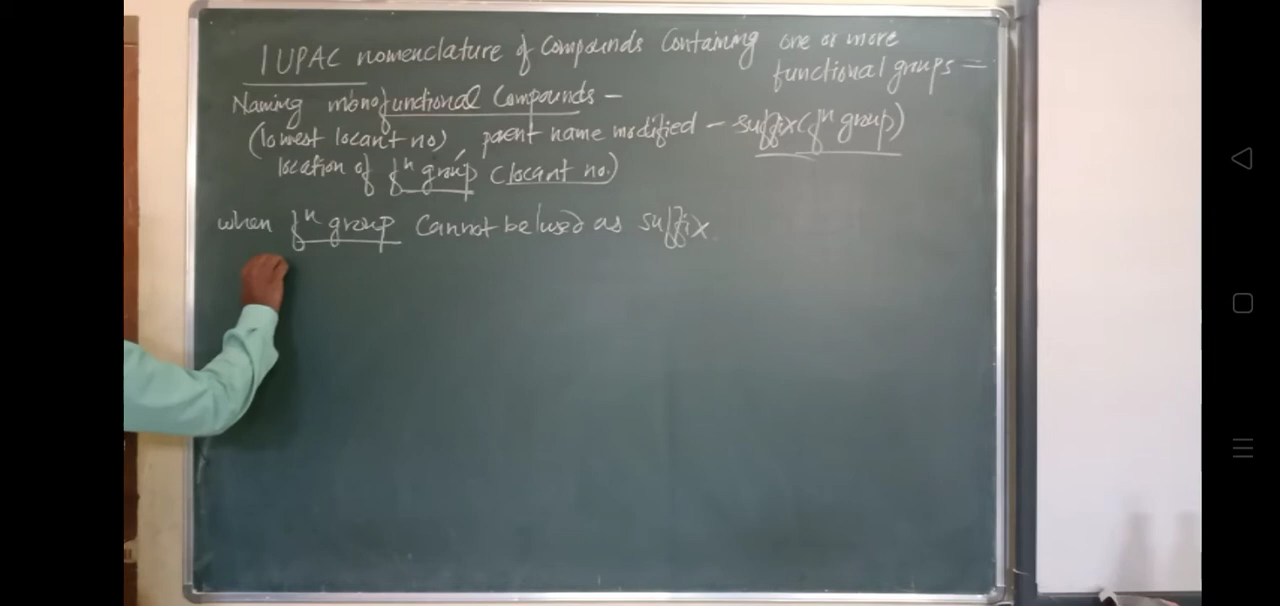 IUPAC nomenclature of Compounds Containing one or more
functional groups —
Naming monofunctional Compounds —
(lowest locant no), parent name modified — suffix (fⁿ group)
location of fⁿ group (locant no.)
when fⁿ group Cannot be used as suffix